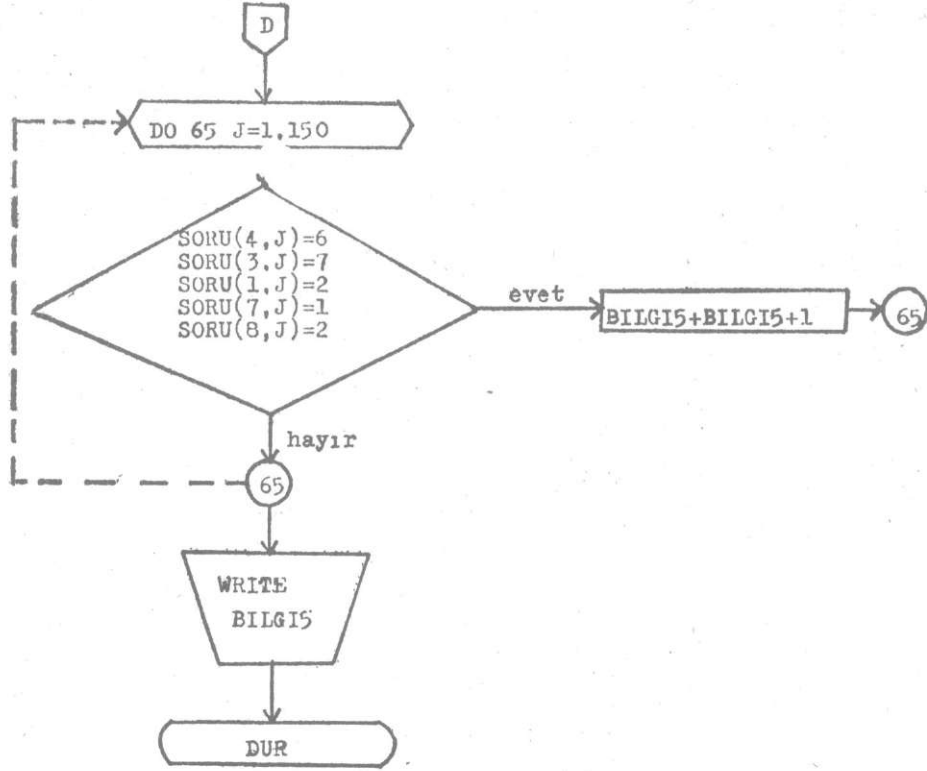 D
DO 65 J=1,150
SORU(4,J)=6
SORU(3.J)=7
SORU(1,J)=2
SORU(7,J)=1
SORU(8,J)=2
evet
BILGI5+BILGI5+1
65
hayır
65
WRITE
BILGI5
DUR